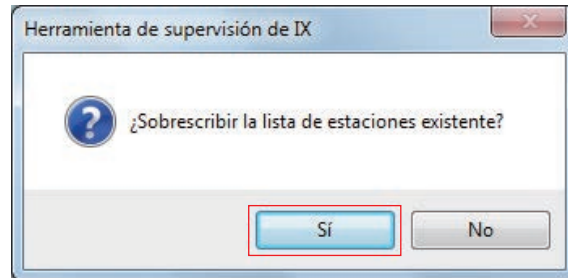 Herramienta de supervisión de IX
¿Sobrescribir la lista de estaciones existente?
Sí
No